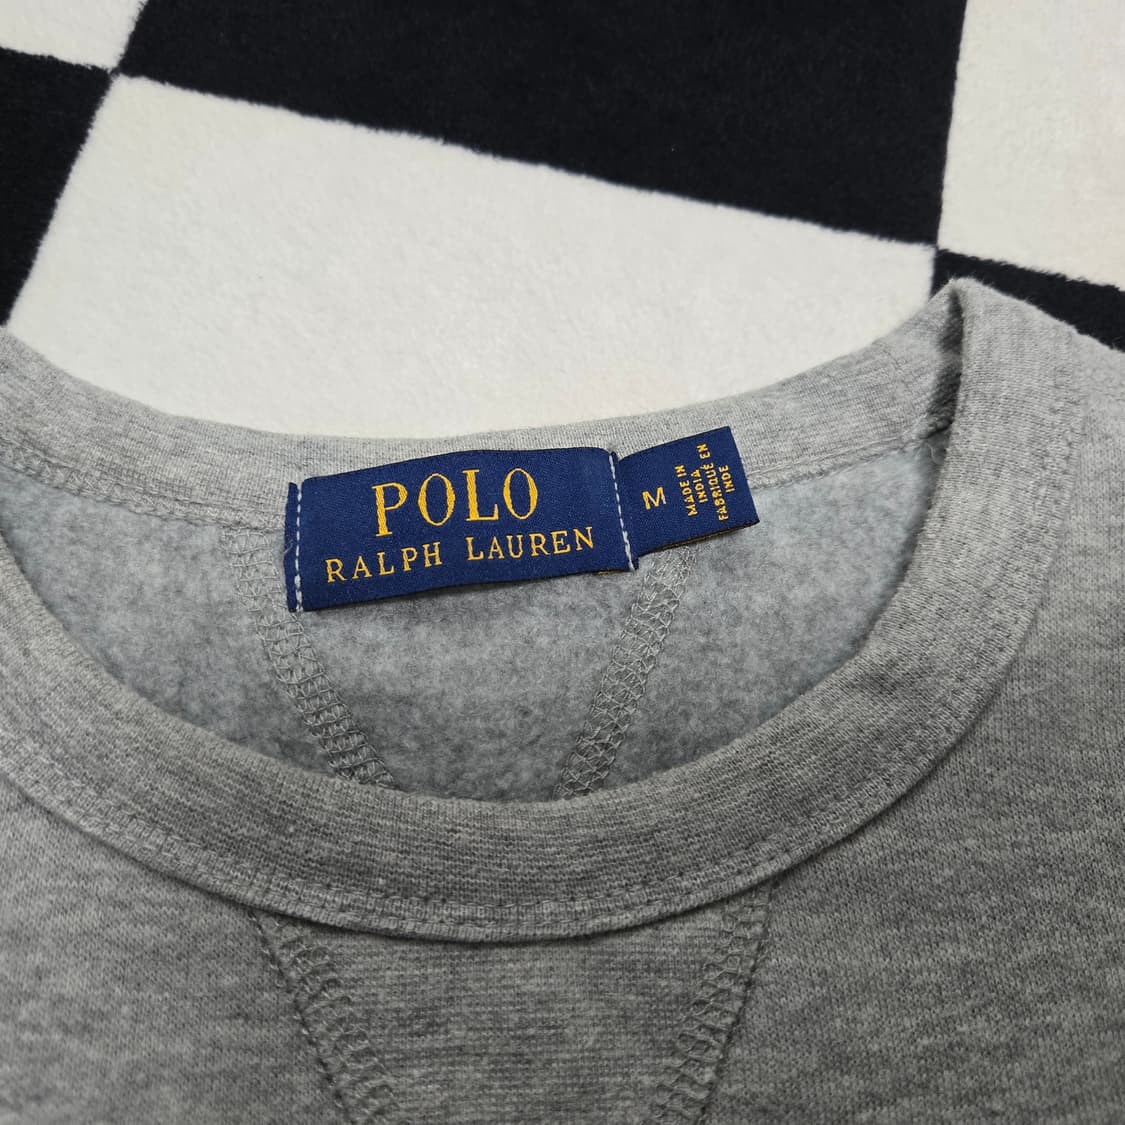 POLO
RALPH LAUREN
M
MADE IN
INDIA
FABRIQUÉ EN
INDE